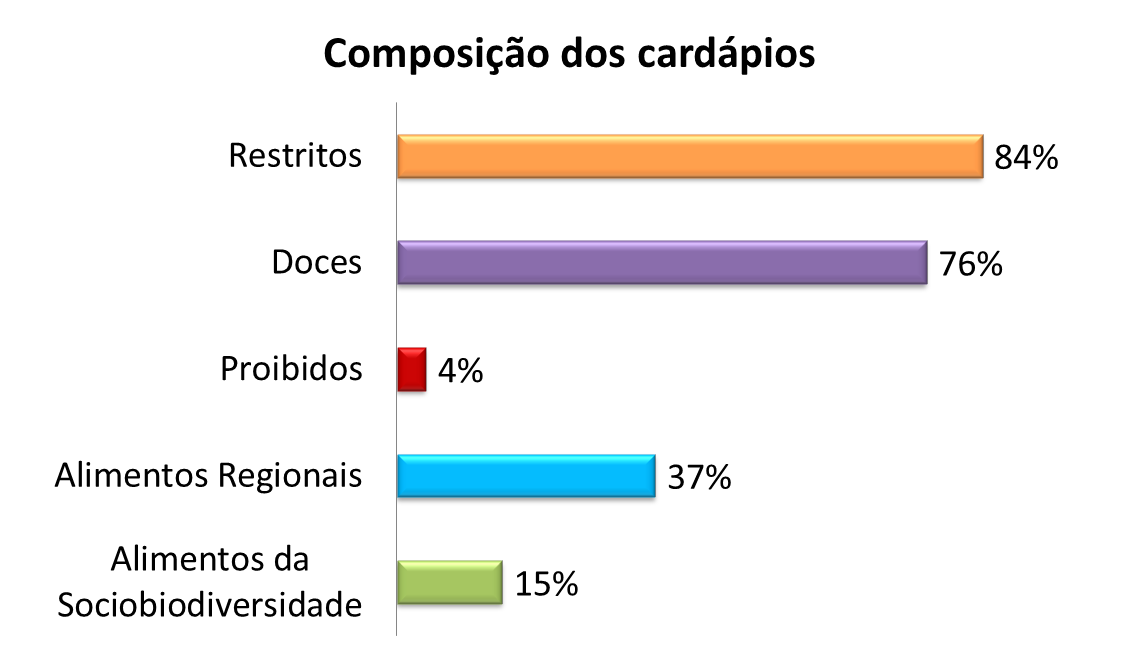 Composição dos cardápios
Restritos 84%
Doces 76%
Proibidos 4%
Alimentos Regionais 37%
Alimentos da
Sociobiodiversidade 15%